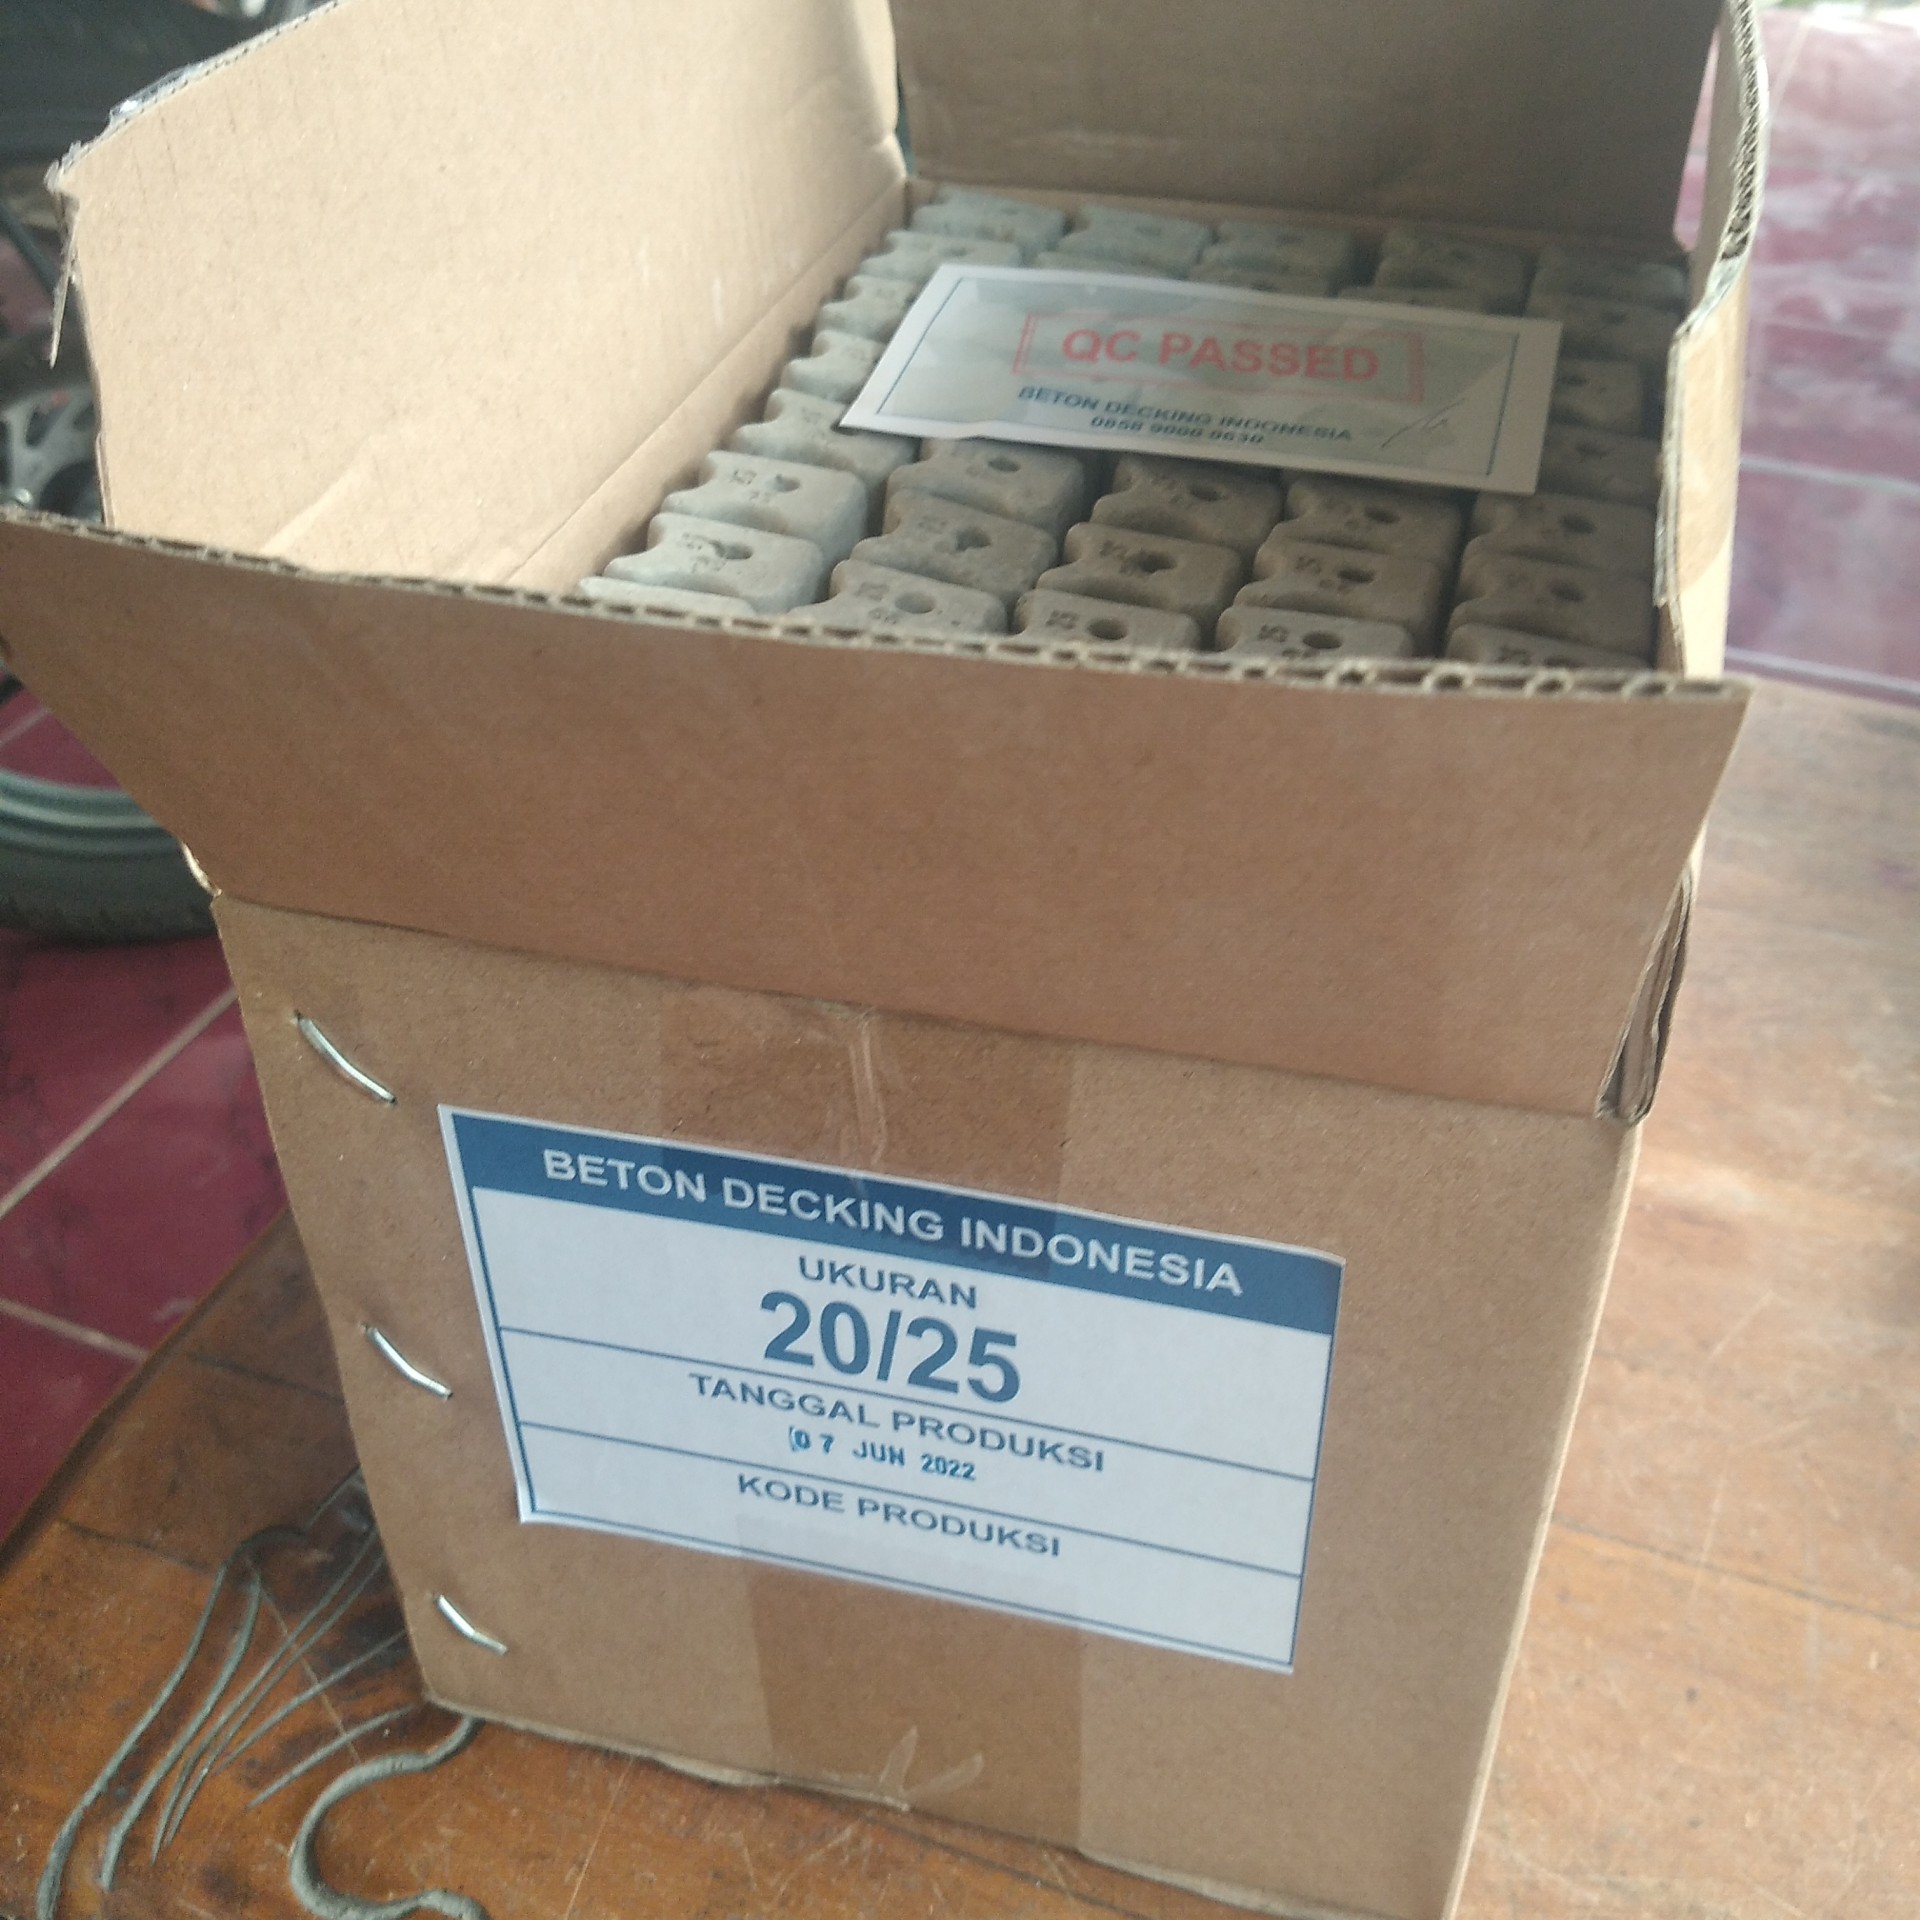 QC PASSED
BETON DECKING INDONESIA
BETON DECKING INDONESIA
UKURAN
20/25
TANGGAL PRODUKSI
07 JUN 2022
KODE PRODUKSI